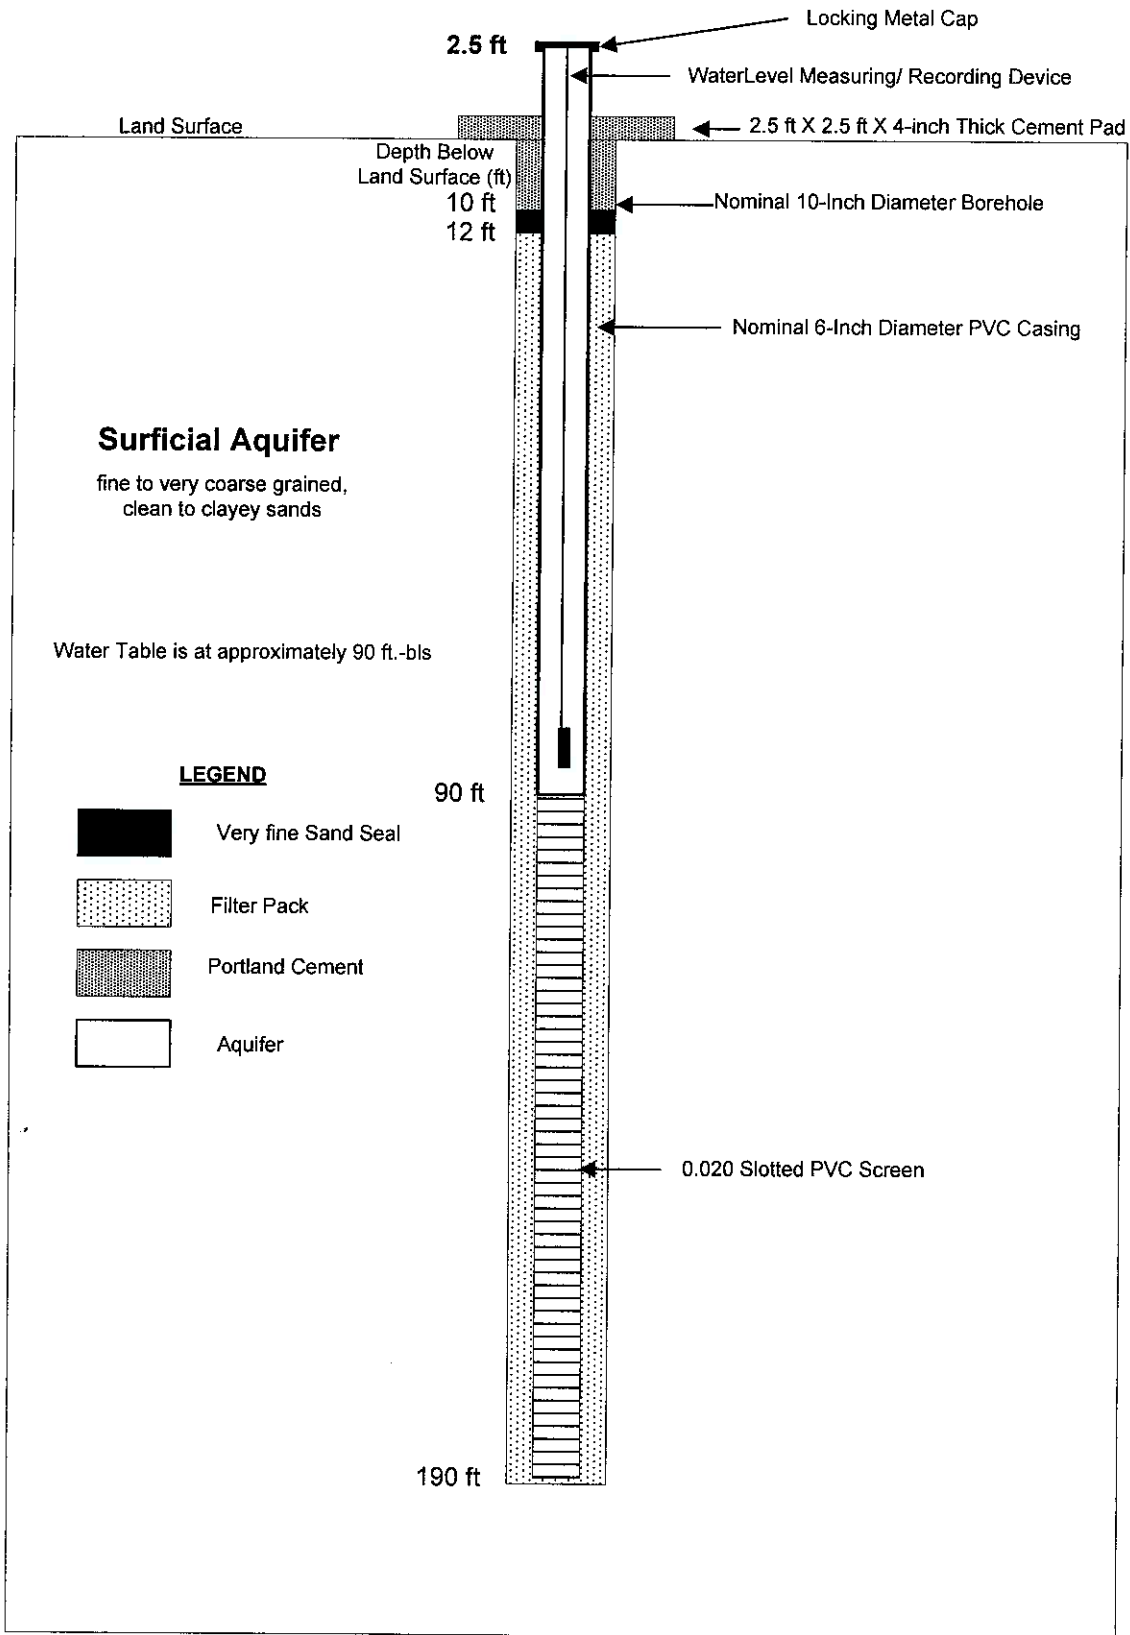 Locking Metal Cap
2.5 ft
WaterLevel Measuring/ Recording Device
Land Surface
2.5 ft X 2.5 ft X 4-inch Thick Cement Pad
Depth Below
Land Surface (ft)
10 ft
Nominal 10-Inch Diameter Borehole
12 ft
Nominal 6-Inch Diameter PVC Casing
Surficial Aquifer
fine to very coarse grained,
clean to clayey sands
Water Table is at approximately 90 ft.-bls
LEGEND
90 ft
Very fine Sand Seal
Filter Pack
Portland Cement
Aquifer
0.020 Slotted PVC Screen
190 ft